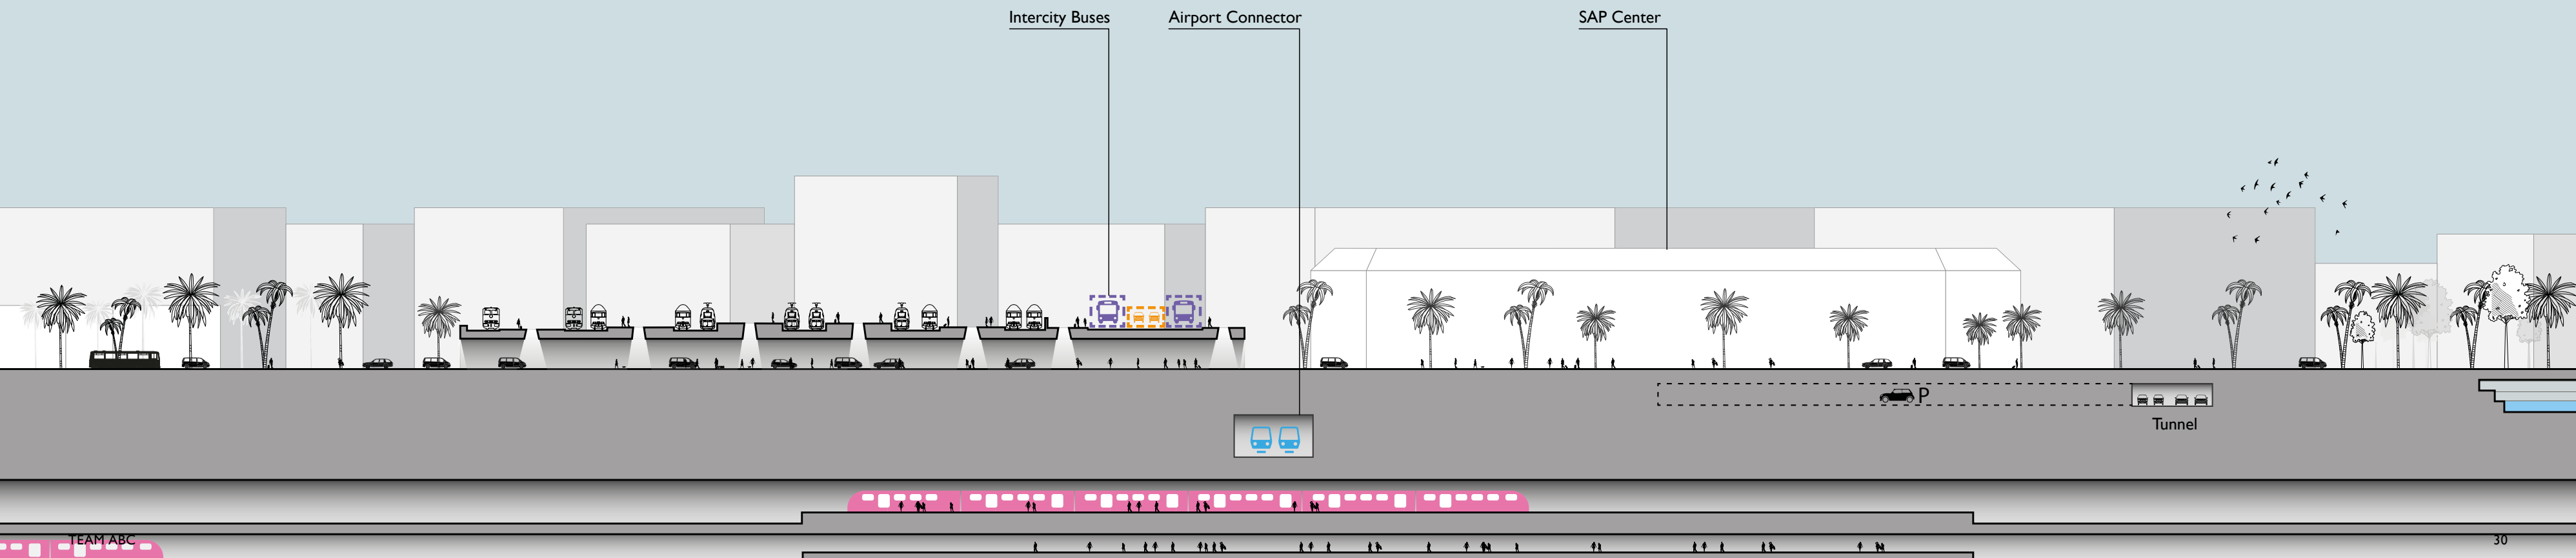 Intercity Buses
Airport Connector
SAP Center
P
Tunnel
TEAM ABC
30